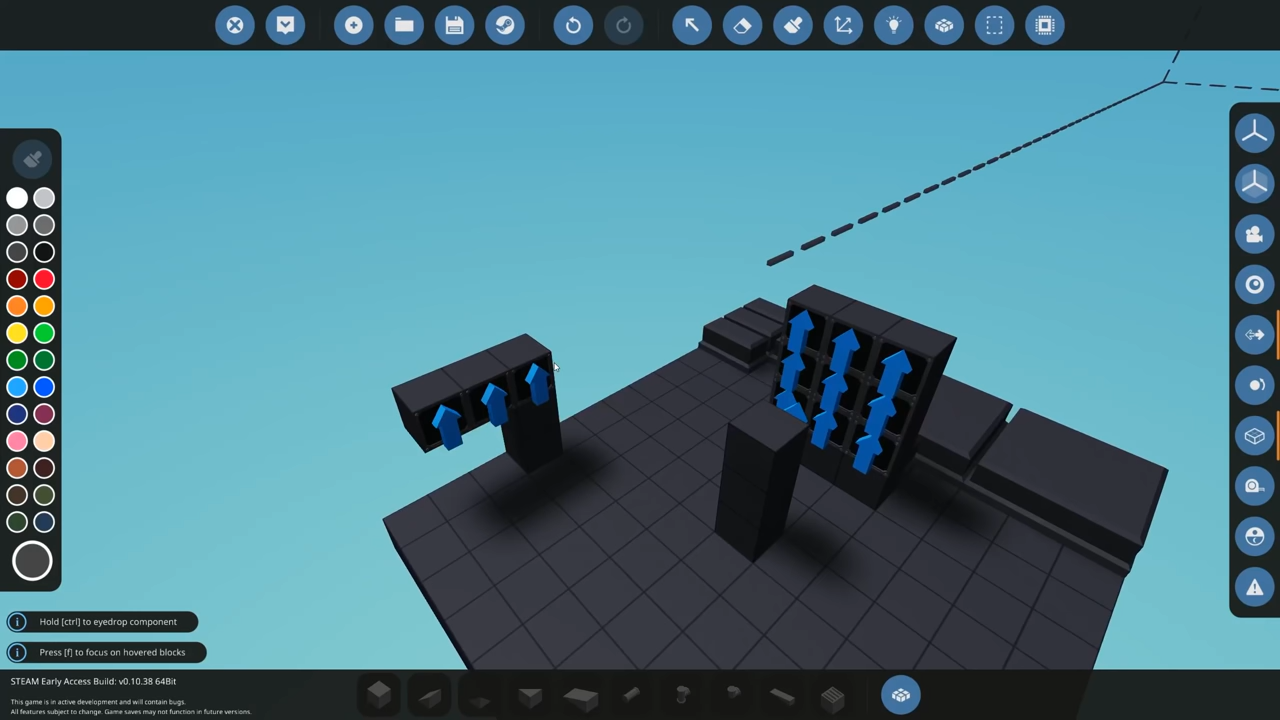 Hold [ctrl] to eyedrop component
Press [f] to focus on hovered blocks
STEAM Early Access Build: v0.10.38 64Bit
This game is in active development and will contain bugs.
All features subject to change. Game saves may not function in future versions.